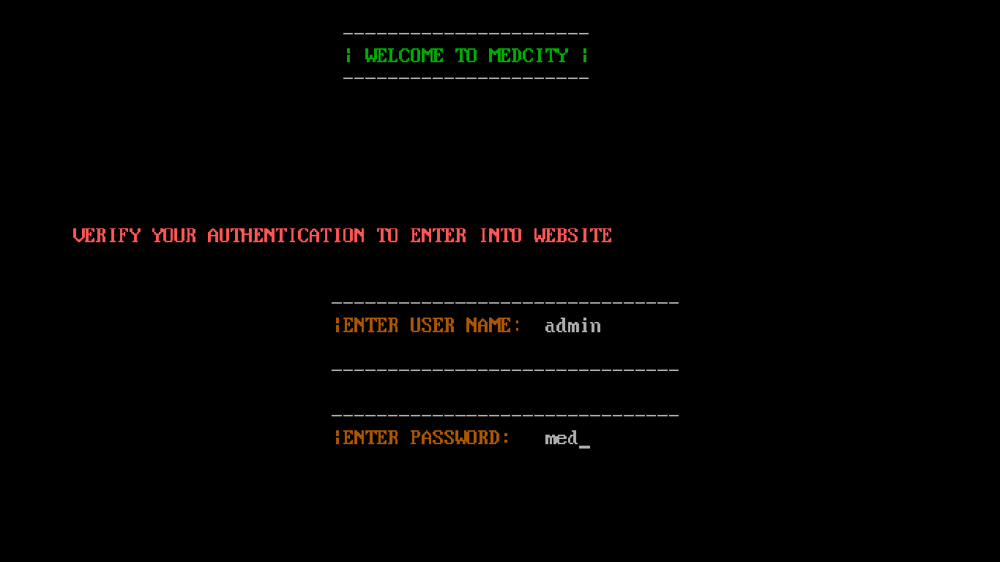 ----------------------
| WELCOME TO MEDCITY |
----------------------
VERIFY YOUR AUTHENTICATION TO ENTER INTO WEBSITE
-------------------------------
|ENTER USER NAME:  admin
-------------------------------
-------------------------------
|ENTER PASSWORD:   med_